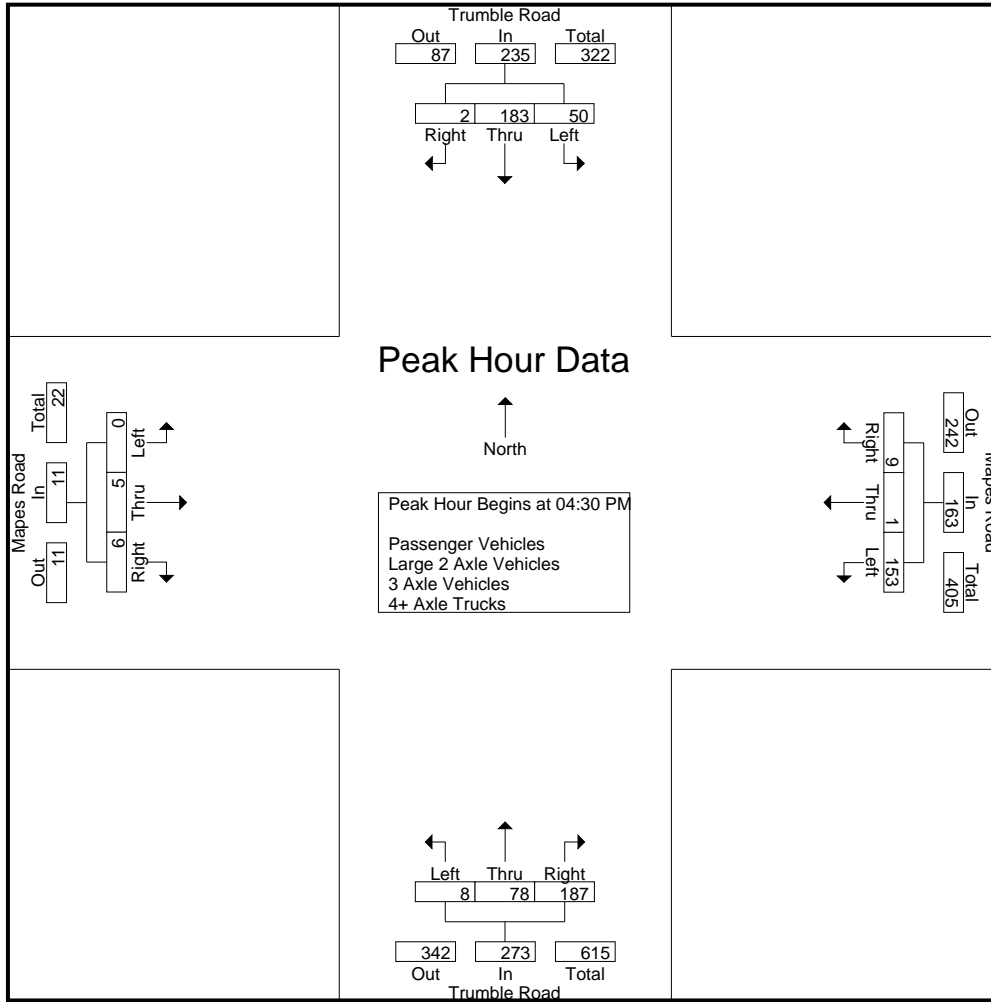 Trumble Road
Out In Total
87 235 322
2 183 50
Right Thru Left
Peak Hour Data
North
Peak Hour Begins at 04:30 PM
Passenger Vehicles
Large 2 Axle Vehicles
3 Axle Vehicles
4+ Axle Trucks
Mapes Road
Out In Total
11 11 22
6 5 0
Right Thru Left
Right Thru Left
9 1 153
Out In Total
242 163 405
Mapes Road
Left Thru Right
8 78 187
342 273 615
Out In Total
Trumble Road